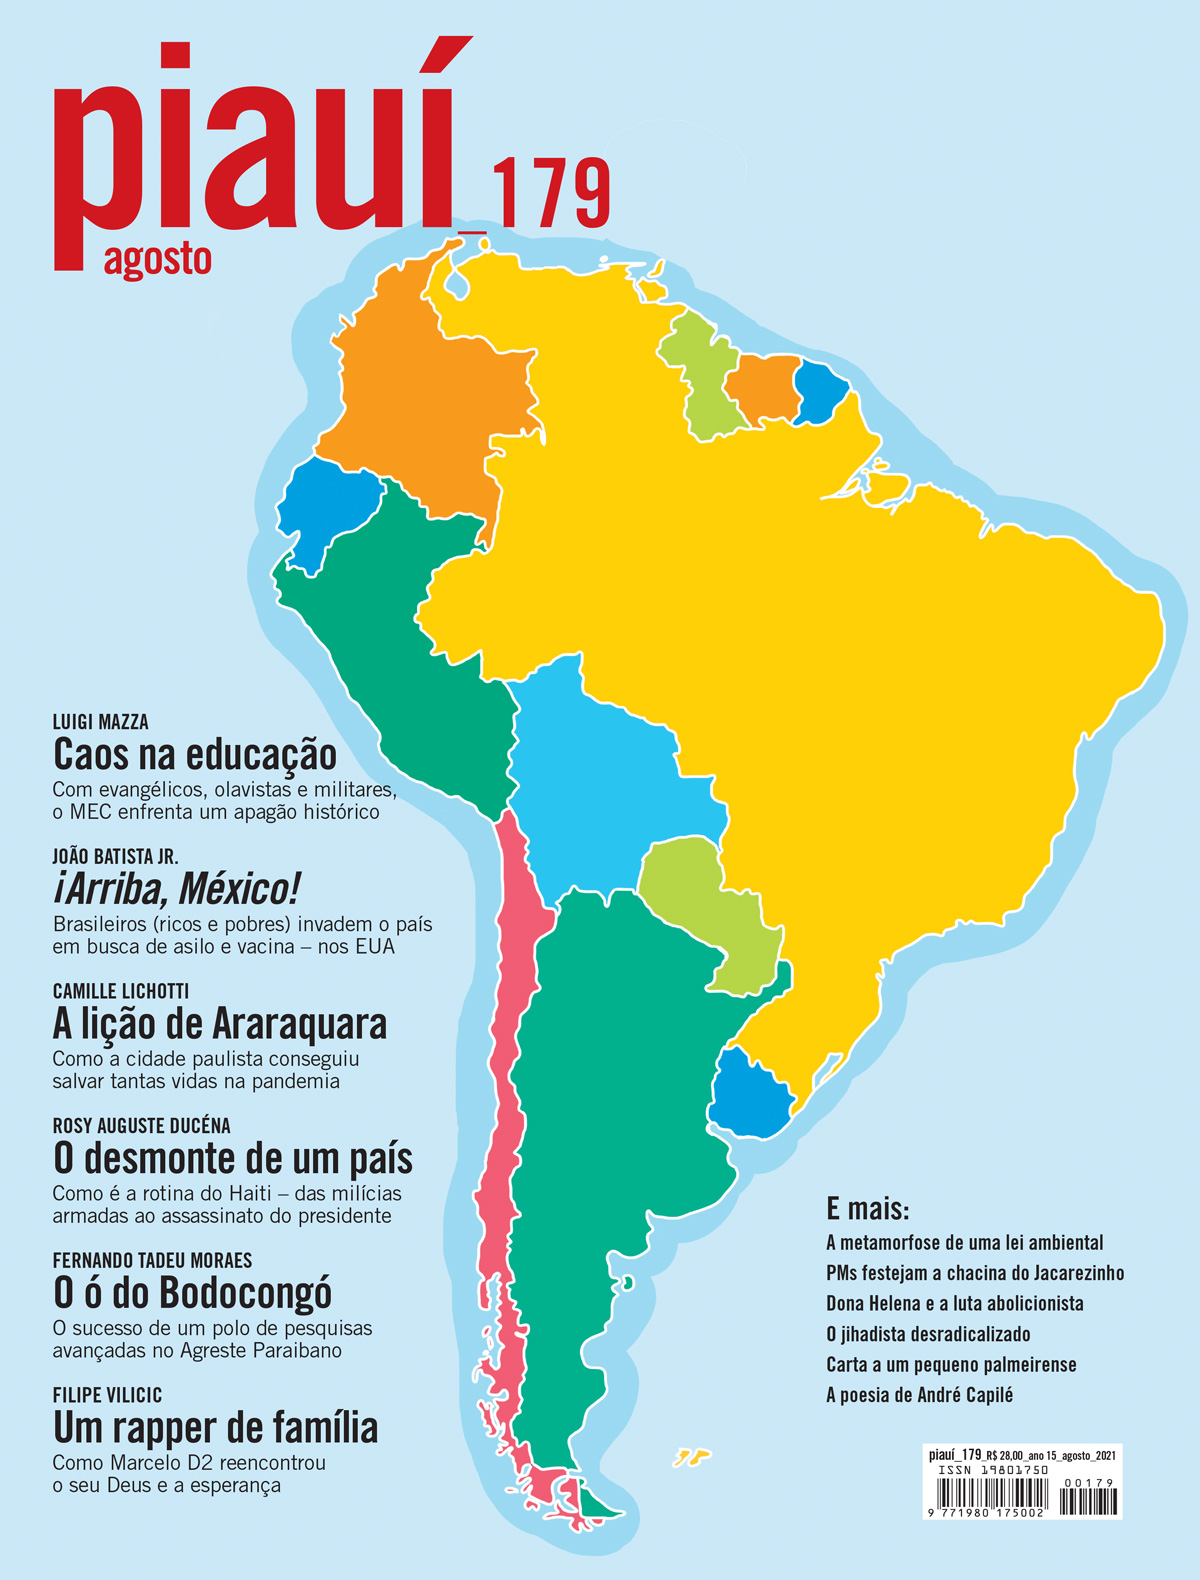 piauí_179
agosto
LUIGI MAZZA
Caos na educação
Com evangélicos, olavistas e militares,
o MEC enfrenta um apagão histórico
JOÃO BATISTA JR.
¡Arriba, México!
Brasileiros (ricos e pobres) invadem o país
em busca de asilo e vacina – nos EUA
CAMILLE LICHOTTI
A lição de Araraquara
Como a cidade paulista conseguiu
salvar tantas vidas na pandemia
ROSY AUGUSTE DUCÉNA
O desmonte de um país
Como é a rotina do Haiti – das milícias
armadas ao assassinato do presidente
FERNANDO TADEU MORAES
O ó do Bodocongó
O sucesso de um polo de pesquisas
avançadas no Agreste Paraibano
FILIPE VILICIC
Um rapper de família
Como Marcelo D2 reencontrou
o seu Deus e a esperança
E mais:
A metamorfose de uma lei ambiental
PMs festejam a chacina do Jacarezinho
Dona Helena e a luta abolicionista
O jihadista desradicalizado
Carta a um pequeno palmeirense
A poesia de André Capilé
piauí_179_R$ 28,00_ano 15_agosto_2021
ISSN 19801750
00179
9 771980 175002